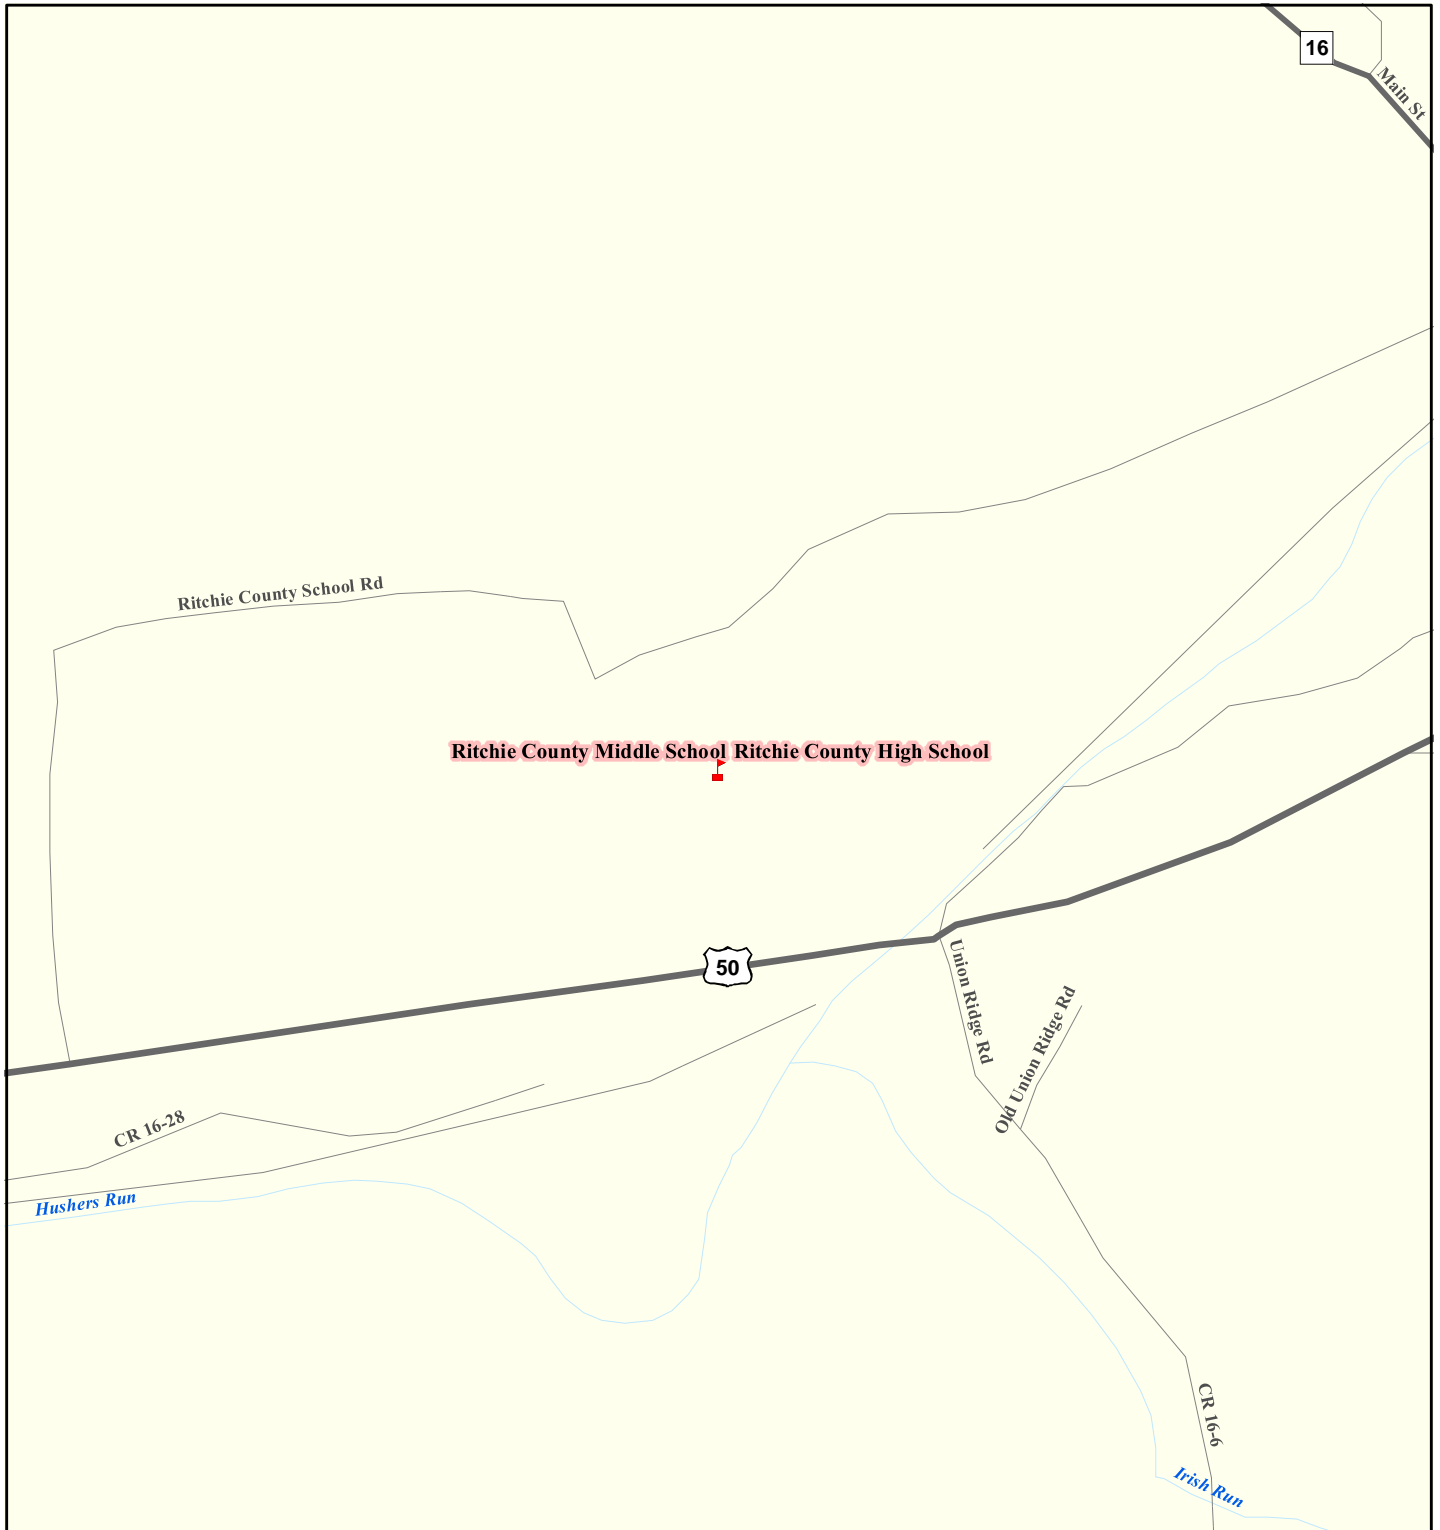 16
Main St
Ritchie County School Rd
Ritchie County Middle School Ritchie County High School
50
Union Ridge Rd
Old Union Ridge Rd
CR 16-28
Hushers Run
CR 16-6
Irish Run